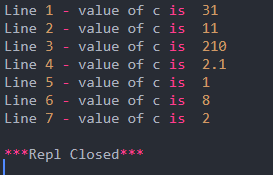 Line 1 - value of c is  31
Line 2 - value of c is  11
Line 3 - value of c is  210
Line 4 - value of c is  2.1
Line 5 - value of c is  1
Line 6 - value of c is  8
Line 7 - value of c is  2
***Repl Closed***